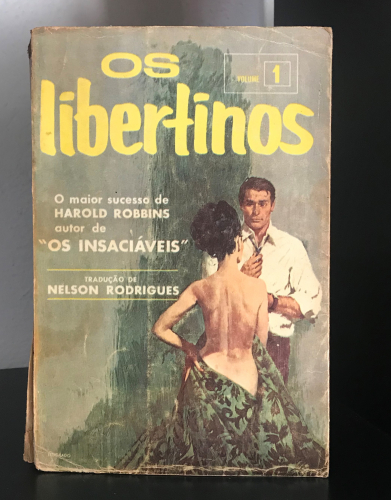 OS
VOLUME 1
libertinos
O maior sucesso de
HAROLD ROBBINS
autor de
"OS INSACIÁVEIS"
TRADUÇÃO DE
NELSON RODRIGUES